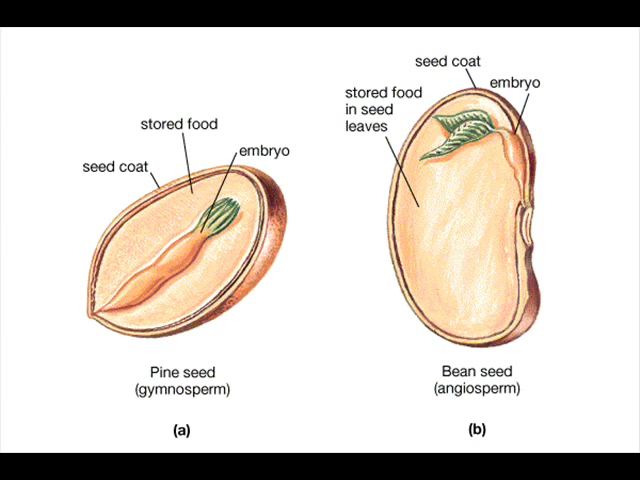 stored food
seed coat
embryo
Pine seed
(gymnosperm)
(a)
seed coat
embryo
stored food
in seed
leaves
Bean seed
(angiosperm)
(b)